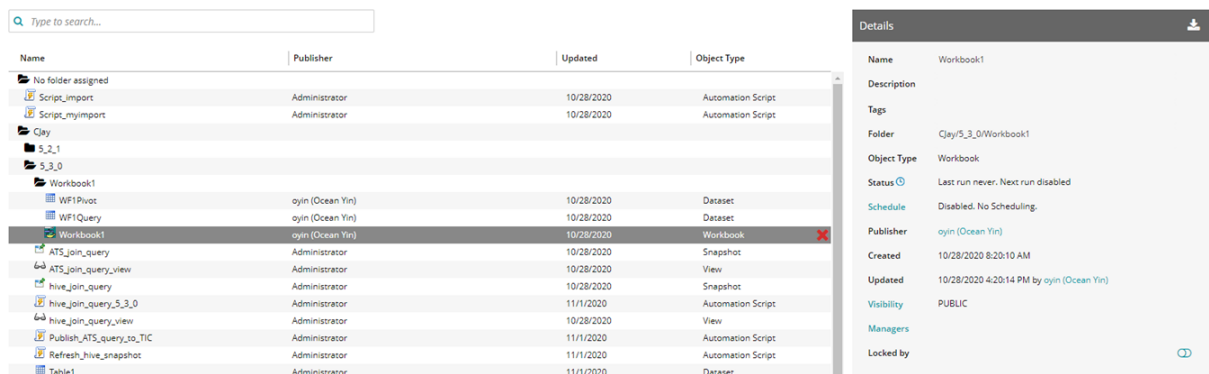 Type to search...
Name Publisher Updated Object Type
No folder assigned
Script_import Administrator 10/28/2020 Automation Script
Script_myimport Administrator 10/28/2020 Automation Script
CJay
5_2_1
5_3_0
Workbook1
WF1Pivot oyin (Ocean Yin) 10/28/2020 Dataset
WF1Query oyin (Ocean Yin) 10/28/2020 Dataset
Workbook1 oyin (Ocean Yin) 10/28/2020 Workbook
ATS_join_query Administrator 10/28/2020 Snapshot
ATS_join_query_view Administrator 10/28/2020 View
hive_join_query Administrator 10/28/2020 Snapshot
hive_join_query_5_3_0 Administrator 11/1/2020 Automation Script
hive_join_query_view Administrator 10/28/2020 View
Publish_ATS_query_to_TIC Administrator 11/1/2020 Automation Script
Refresh_hive_snapshot Administrator 11/1/2020 Automation Script
Table1 Administrator 11/1/2020 Dataset
Details
Name Workbook1
Description
Tags
Folder CJay/5_3_0/Workbook1
Object Type Workbook
Status Last run never. Next run disabled
Schedule Disabled. No Scheduling.
Publisher oyin (Ocean Yin)
Created 10/28/2020 8:20:10 AM
Updated 10/28/2020 4:20:14 PM by oyin (Ocean Yin)
Visibility PUBLIC
Managers
Locked by